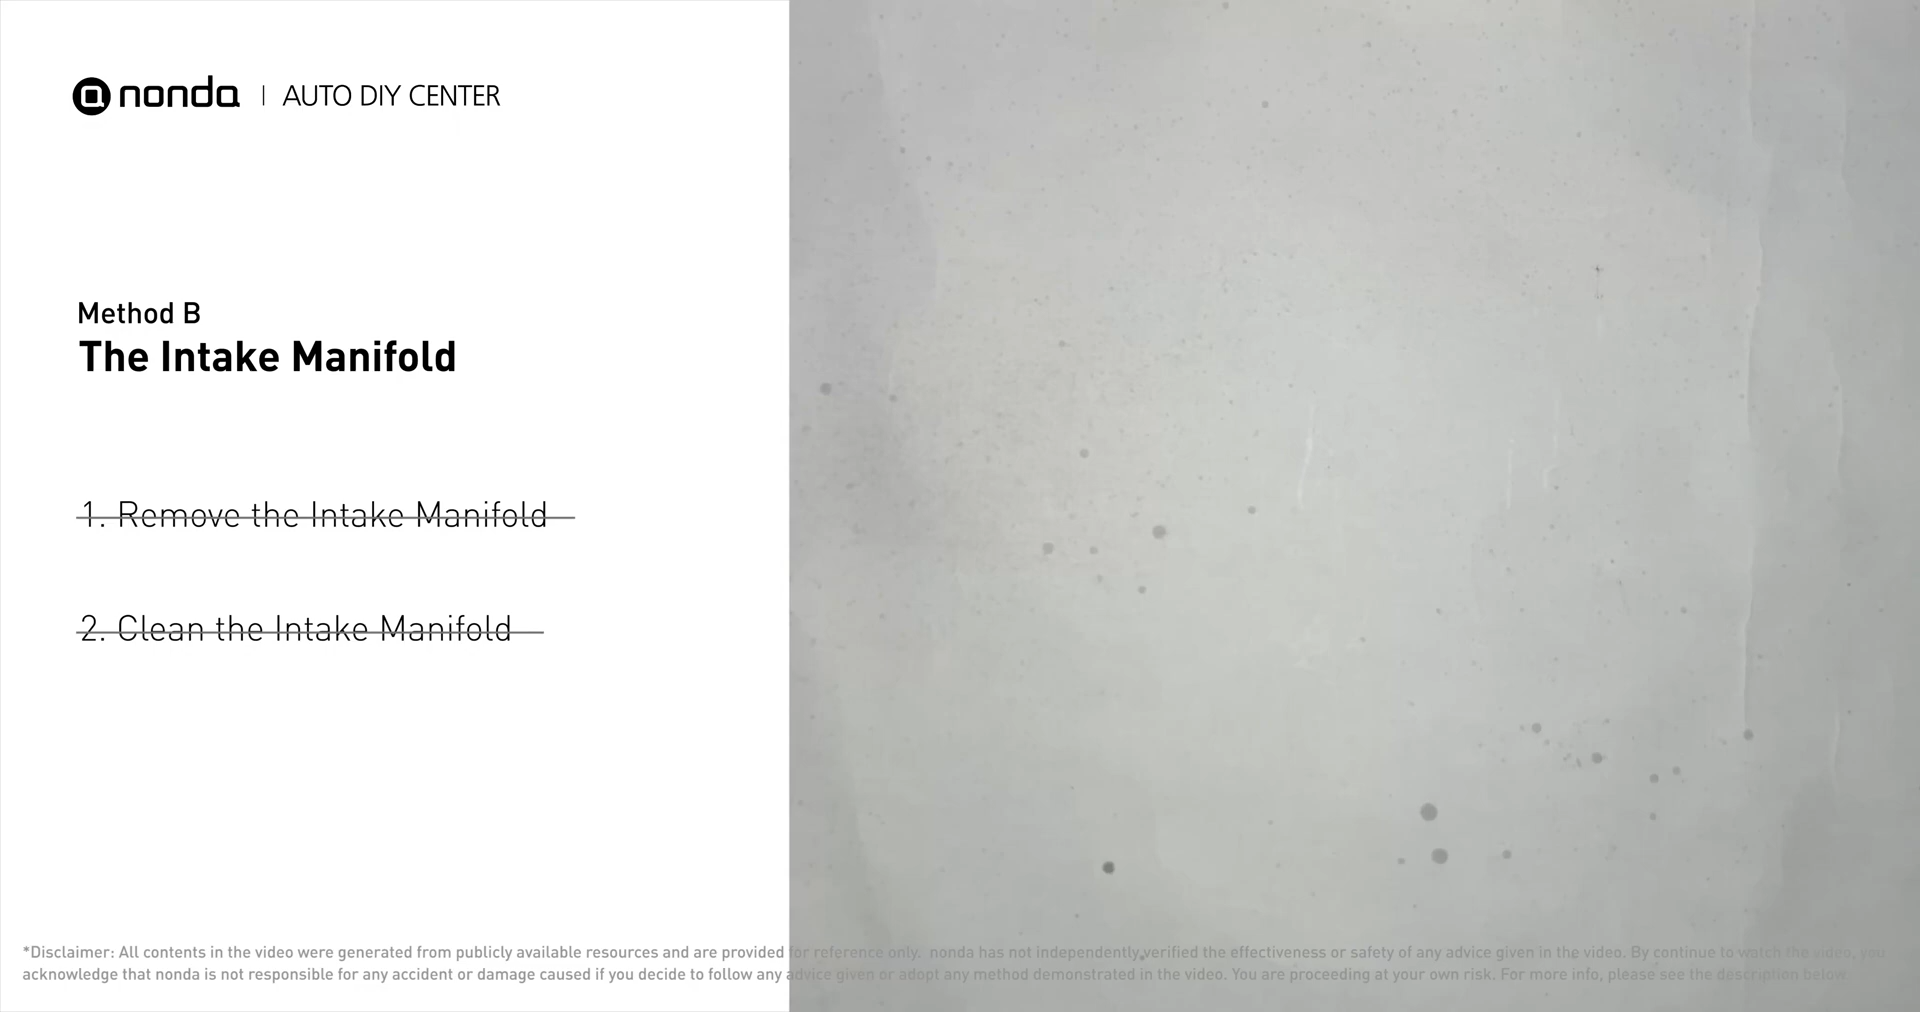 nonda | AUTO DIY CENTER
Method B
The Intake Manifold
1. Remove the Intake Manifold
2. Clean the Intake Manifold
*Disclaimer: All contents in the video were generated from publicly available resources and are provided for reference only. nonda has not independently verified the effectiveness or safety of any advice given in the video. By continue to watch the video, you
acknowledge that nonda is not responsible for any accident or damage caused if you decide to follow any advice given or adopt any method demonstrated in the video. You are proceeding at your own risk. For more info, please see the description below.